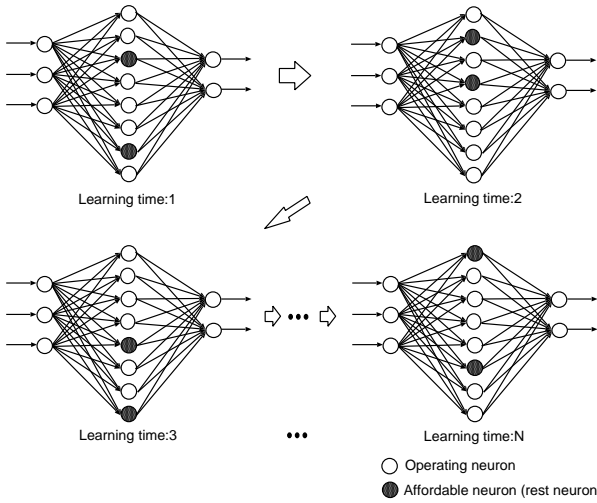 Learning time:1
Learning time:2
Learning time:3
•••
•••
Learning time:N
Operating neuron
Affordable neuron (rest neuron